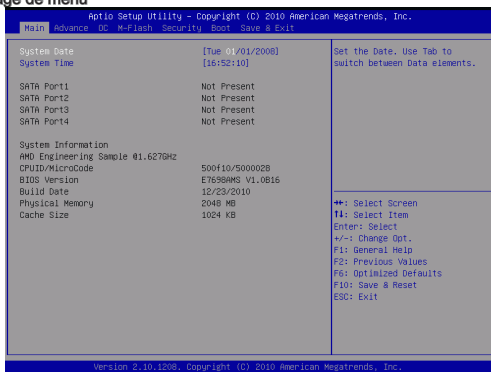 ge de menu
Aptio Setup Utility – Copyright (C) 2010 American Megatrends, Inc.
Main Advance OC M-Flash Security Boot Save & Exit
System Date [Tue 01/01/2008]
System Time [16:52:10]
SATA Port1 Not Present
SATA Port2 Not Present
SATA Port3 Not Present
SATA Port4 Not Present
System Information
AMD Engineering Sample @1.627GHz
CPUID/MicroCode 500f10/5000028
BIOS Version E7698AMS V1.0B16
Build Date 12/23/2010
Physical Memory 2048 MB
Cache Size 1024 KB
Set the Date. Use Tab to
switch between Data elements.
→←: Select Screen
↑↓: Select Item
Enter: Select
+/-: Change Opt.
F1: General Help
F2: Previous Values
F6: Optimized Defaults
F10: Save & Reset
ESC: Exit
Version 2.10.1208. Copyright (C) 2010 American Megatrends, Inc.